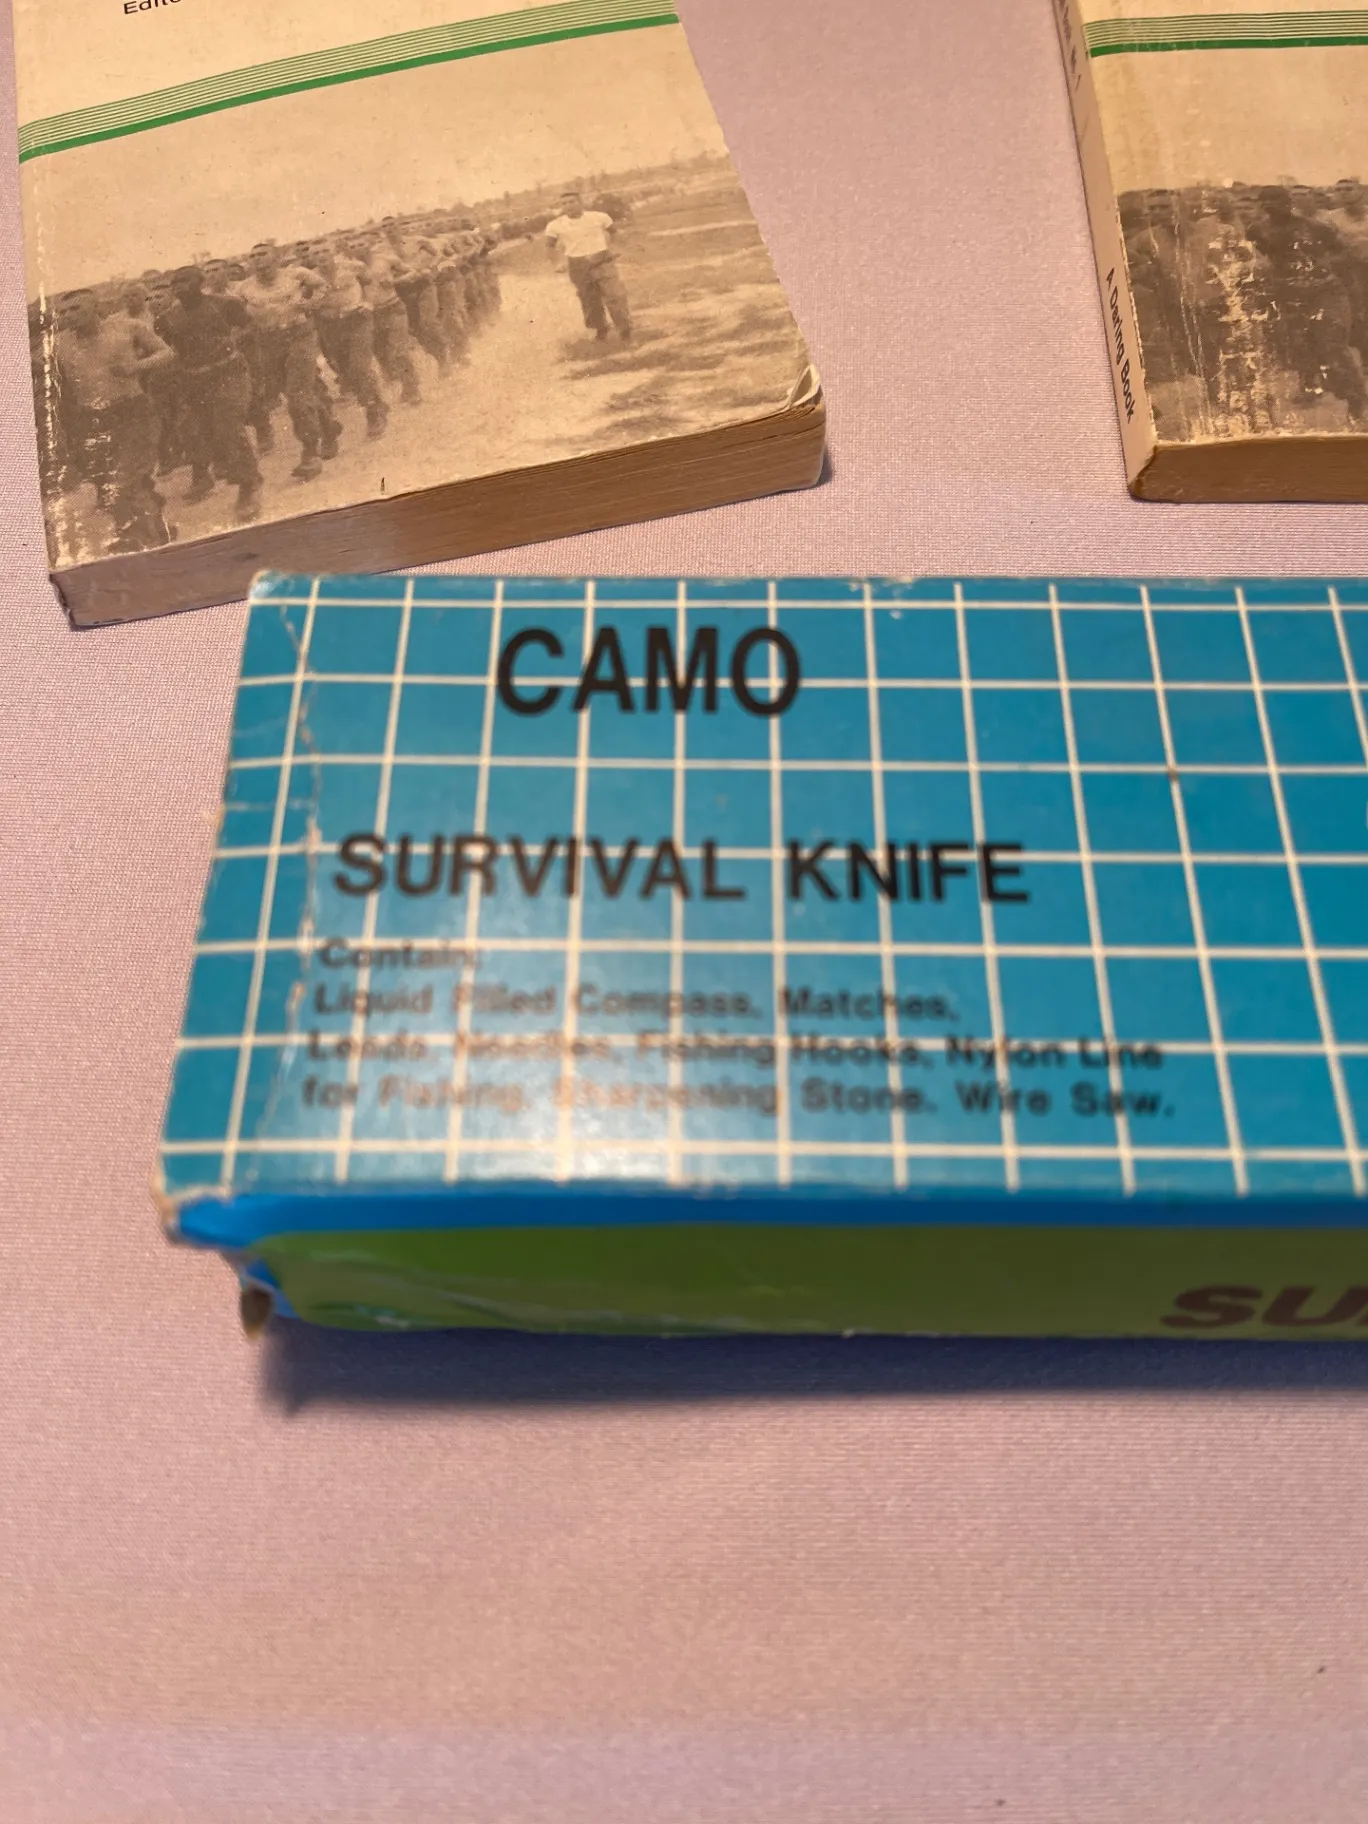 A Daring Book
CAMO
SURVIVAL KNIFE
Contain:
Liquid Filled Compass, Matches,
Leads, Needles, Fishing Hooks, Nylon Line
for Fishing, Sharpening Stone. Wire Saw.